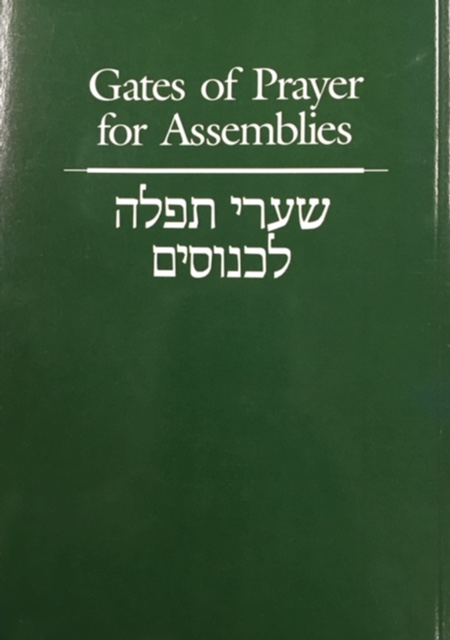 Gates of Prayer
for Assemblies
שערי תפלה
לכנוסים